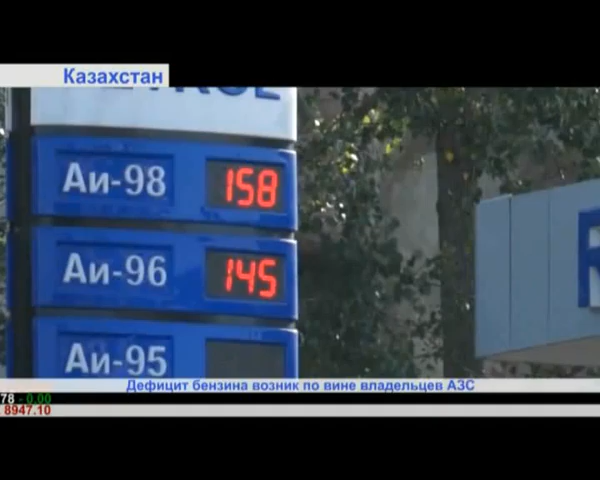 Казахстан
Аи-98 158
Аи-96 145
Аи-95
Дефицит бензина возник по вине владельцев АЗС
78 - 0.00
8947.10